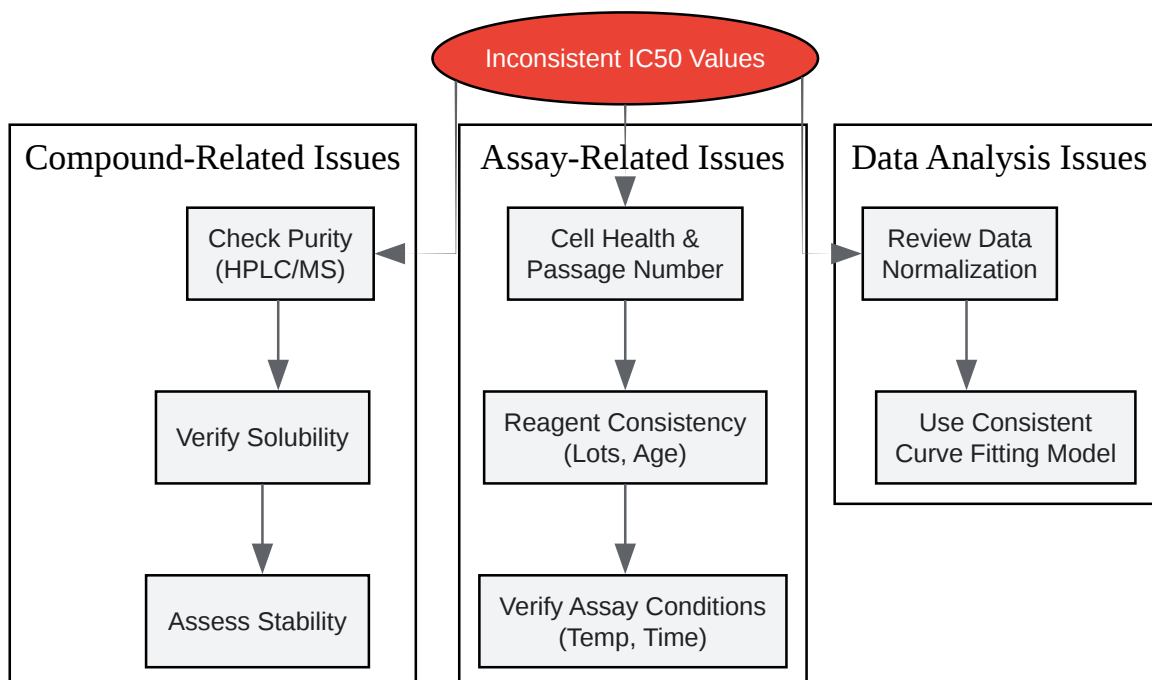 Inconsistent IC50 Values
Compound-Related Issues
Check Purity
(HPLC/MS)
Verify Solubility
Assess Stability
Assay-Related Issues
Cell Health &
Passage Number
Reagent Consistency
(Lots, Age)
Verify Assay Conditions
(Temp, Time)
Data Analysis Issues
Review Data
Normalization
Use Consistent
Curve Fitting Model